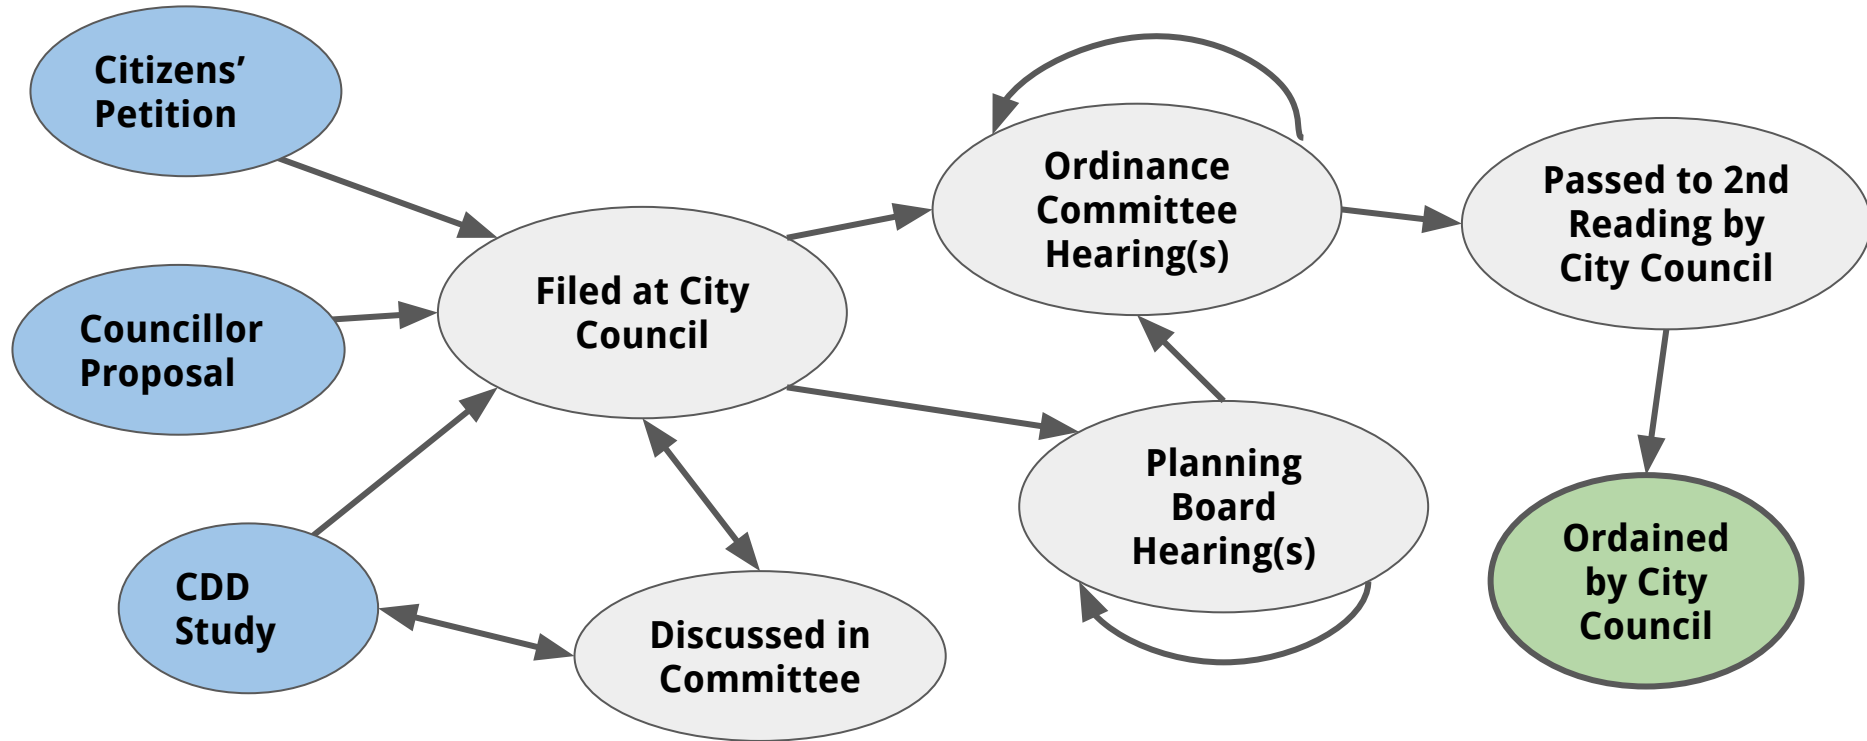 Citizens’
Petition
Councillor
Proposal
CDD
Study
Filed at City
Council
Discussed in
Committee
Ordinance
Committee
Hearing(s)
Planning
Board
Hearing(s)
Passed to 2nd
Reading by
City Council
Ordained
by City
Council